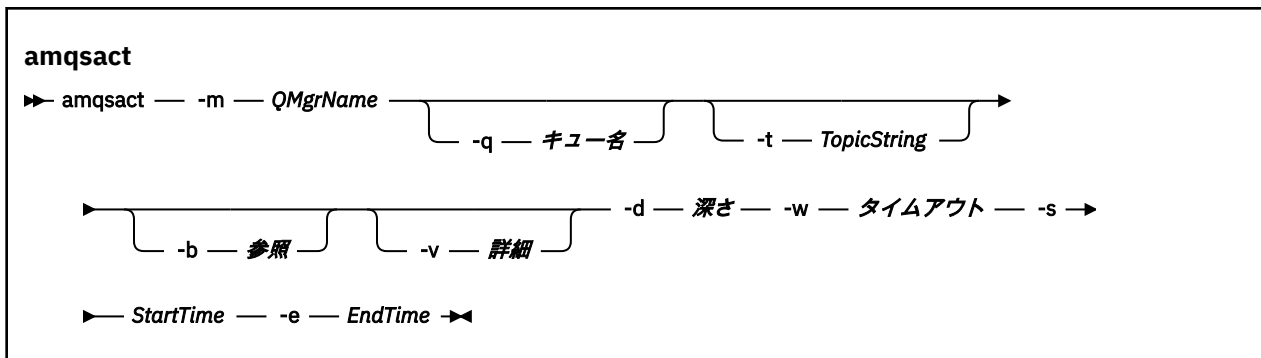 amqsact
amqsact -m QMgrName
-q キュー名 -t TopicString
-d 深さ -w タイムアウト -s
-b 参照 -v 詳細
StartTime -e EndTime